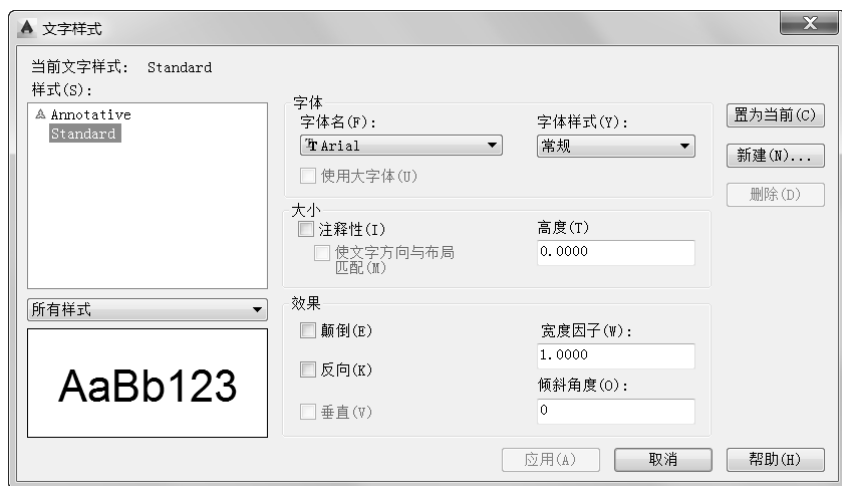 文字样式
当前文字样式: Standard
样式(S):
Annotative
Standard
所有样式
AaBb123
字体
字体名(F):
Arial
使用大字体(U)
字体样式(Y):
常规
大小
注释性(I)
使文字方向与布局
匹配(M)
高度(T)
0.0000
效果
颠倒(E)
反向(K)
垂直(V)
宽度因子(W):
1.0000
倾斜角度(O):
0
置为当前(C)
新建(N)...
删除(D)
应用(A)
取消
帮助(H)